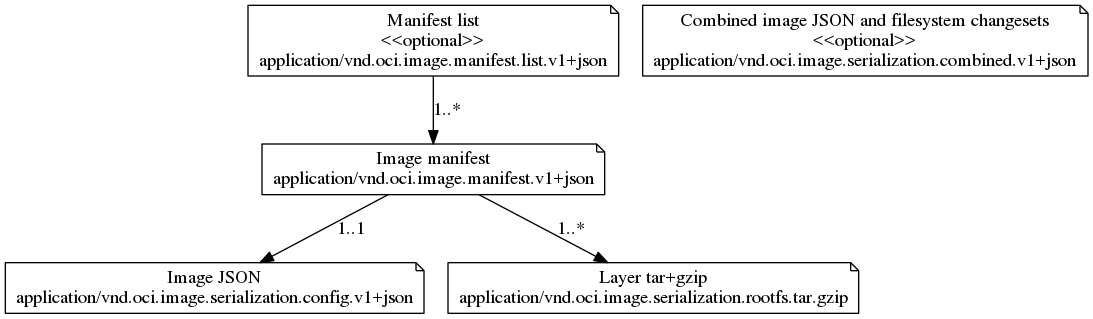 Manifest list
<<optional>>
application/vnd.oci.image.manifest.list.v1+json
Combined image JSON and filesystem changesets
<<optional>>
application/vnd.oci.image.serialization.combined.v1+json
1..*
Image manifest
application/vnd.oci.image.manifest.v1+json
1..1
1..*
Image JSON
application/vnd.oci.image.serialization.config.v1+json
Layer tar+gzip
application/vnd.oci.image.serialization.rootfs.tar.gzip